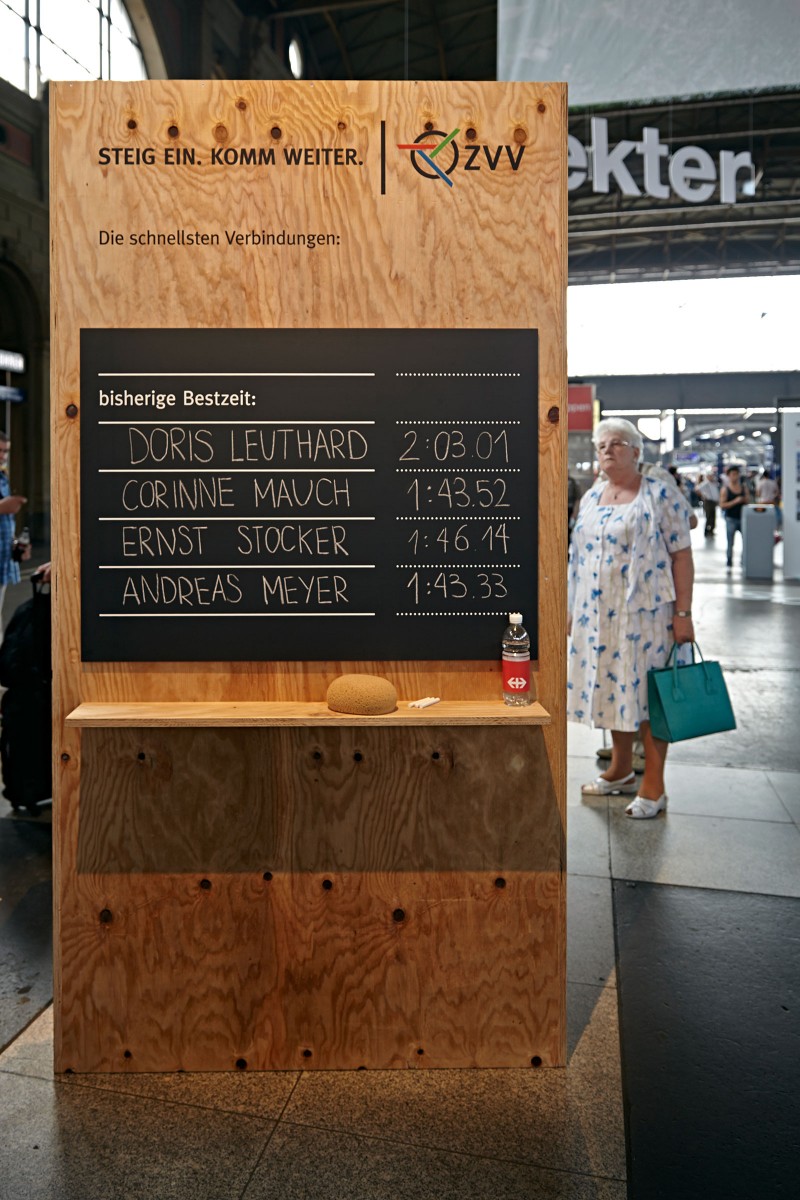 STEIG EIN. KOMM WEITER. ZVV
ekter
Die schnellsten Verbindungen:
bisherige Bestzeit:
DORIS LEUTHARD 2:03.01
CORINNE MAUCH 1:43.52
ERNST STOCKER 1:46.14
ANDREAS MEYER 1:43.33